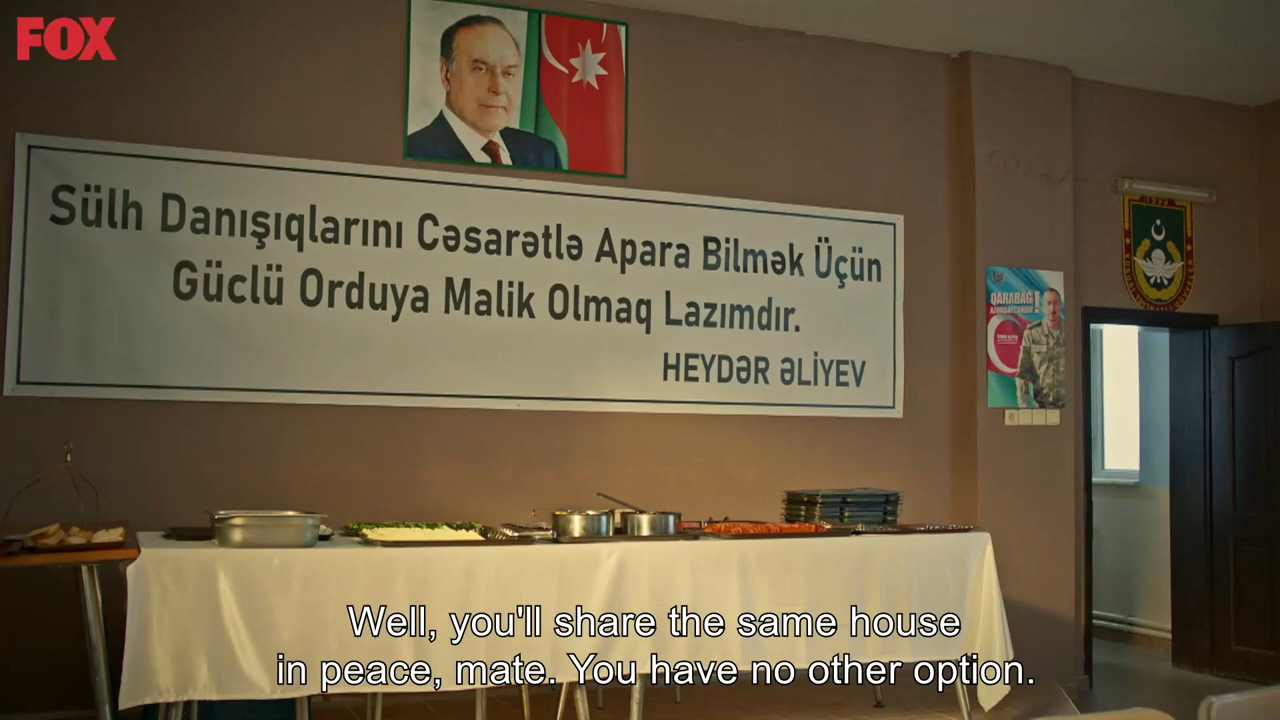 FOX
Sülh Danışıqlarını Cəsarətlə Apara Bilmək Üçün
Güclü Orduya Malik Olmaq Lazımdır.
HEYDƏR ƏLİYEV
QARABAĞ
AZƏRBAYCANDIR!
Well, you'll share the same house
in peace, mate. You have no other option.